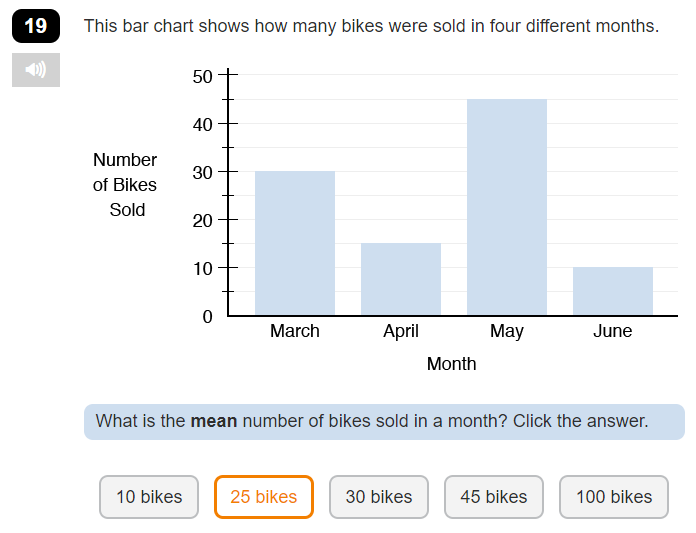 19
This bar chart shows how many bikes were sold in four different months.
50
40
30
20
10
0
Number
of Bikes
Sold
March April May June
Month
What is the mean number of bikes sold in a month? Click the answer.
10 bikes 25 bikes 30 bikes 45 bikes 100 bikes